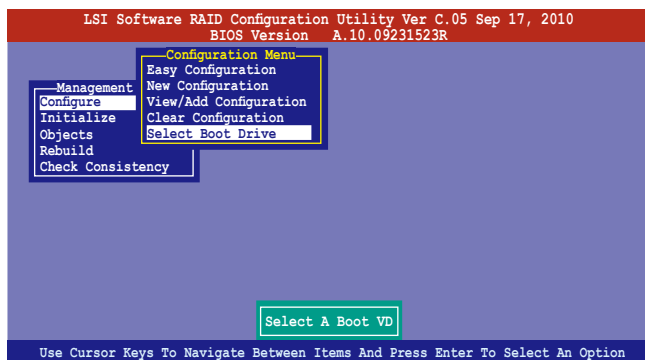 LSI Software RAID Configuration Utility Ver C.05 Sep 17, 2010
BIOS Version A.10.09231523R
Management
Configure
Initialize
Objects
Rebuild
Check Consistency
Configuration Menu
Easy Configuration
New Configuration
View/Add Configuration
Clear Configuration
Select Boot Drive
Select A Boot VD
Use Cursor Keys To Navigate Between Items And Press Enter To Select An Option